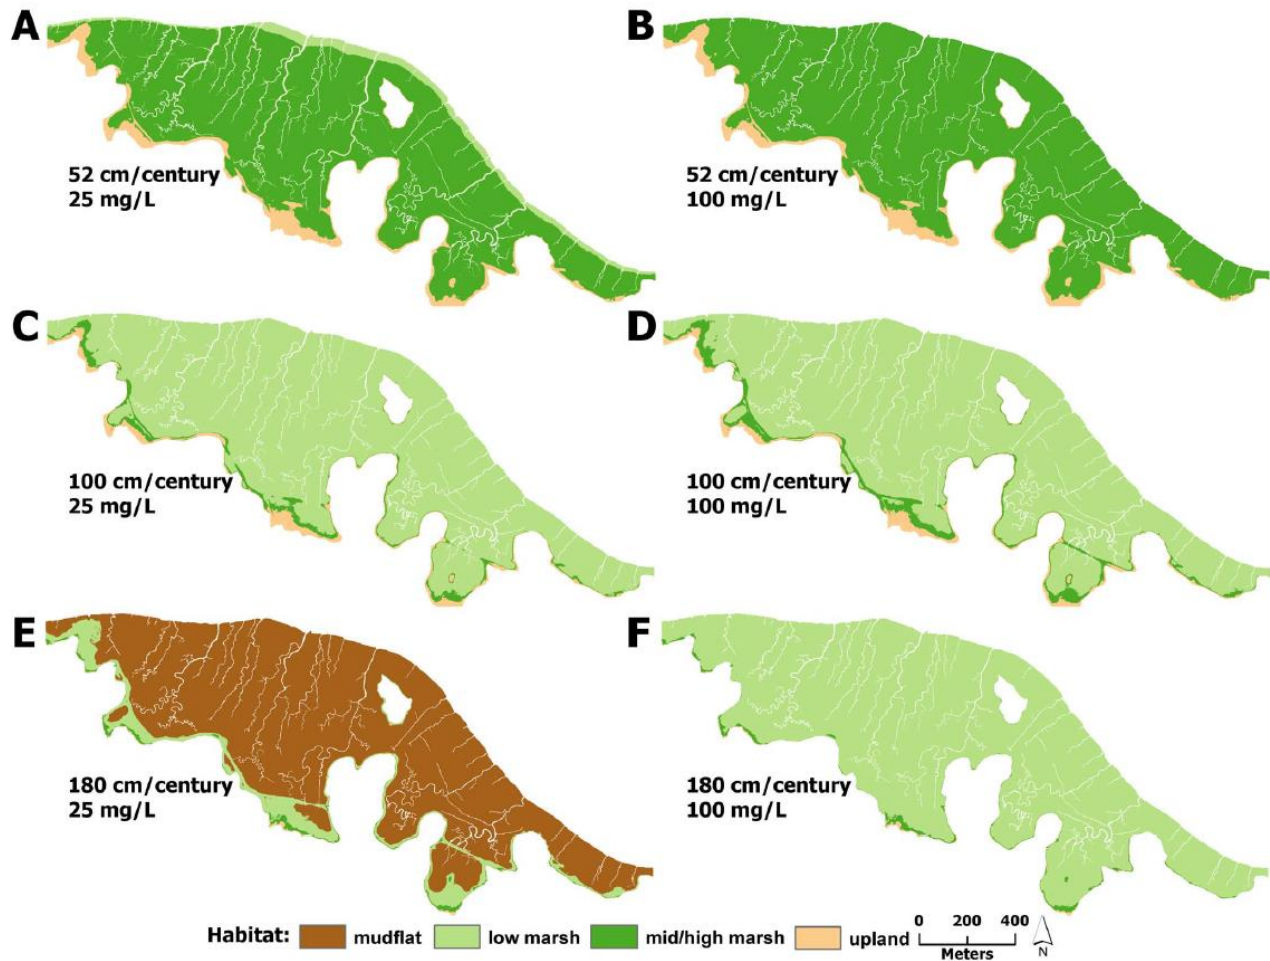 A
B
52 cm/century
25 mg/L
52 cm/century
100 mg/L
C
D
100 cm/century
25 mg/L
100 cm/century
100 mg/L
E
F
180 cm/century
25 mg/L
180 cm/century
100 mg/L
Habitat: mudflat low marsh mid/high marsh upland
0 200 400
Meters
N